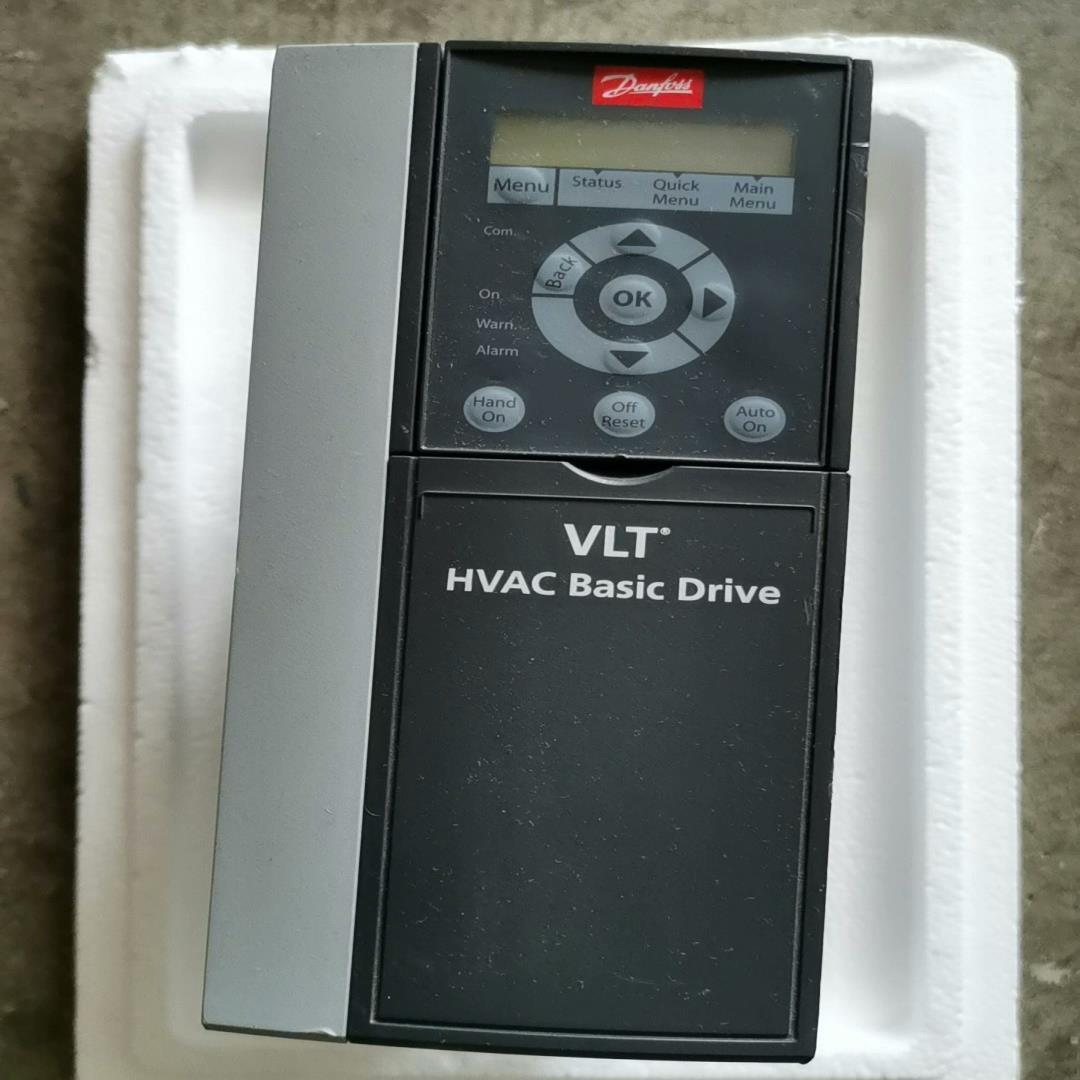 Danfoss
Menu
Status
Quick
Menu
Main
Menu
Com.
Back
On
OK
Warn.
Alarm
Hand
On
Off
Reset
Auto
On
VLT®
HVAC Basic Drive